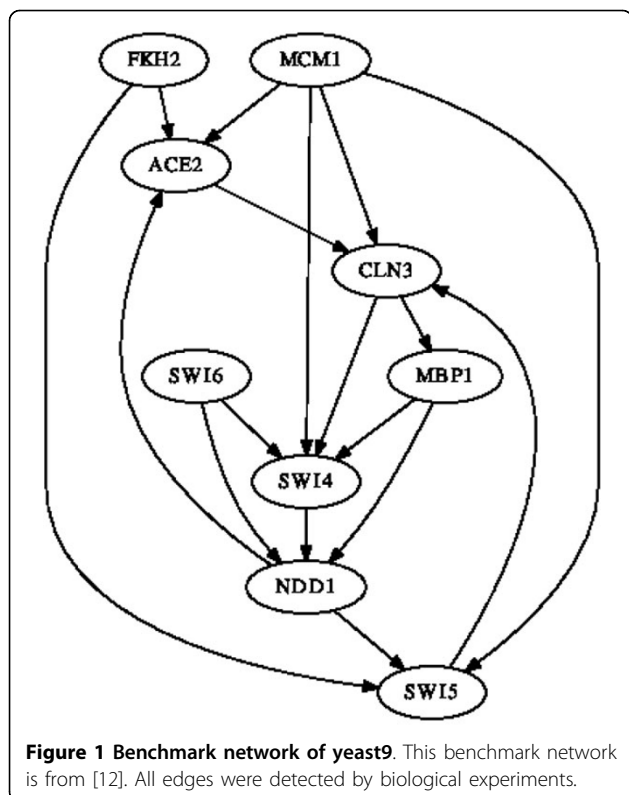 FKH2 MCM1
ACE2
CLN3
SWI6 MBP1
SWI4
NDD1
SWI5
Figure 1 Benchmark network of yeast9. This benchmark network
is from [12]. All edges were detected by biological experiments.